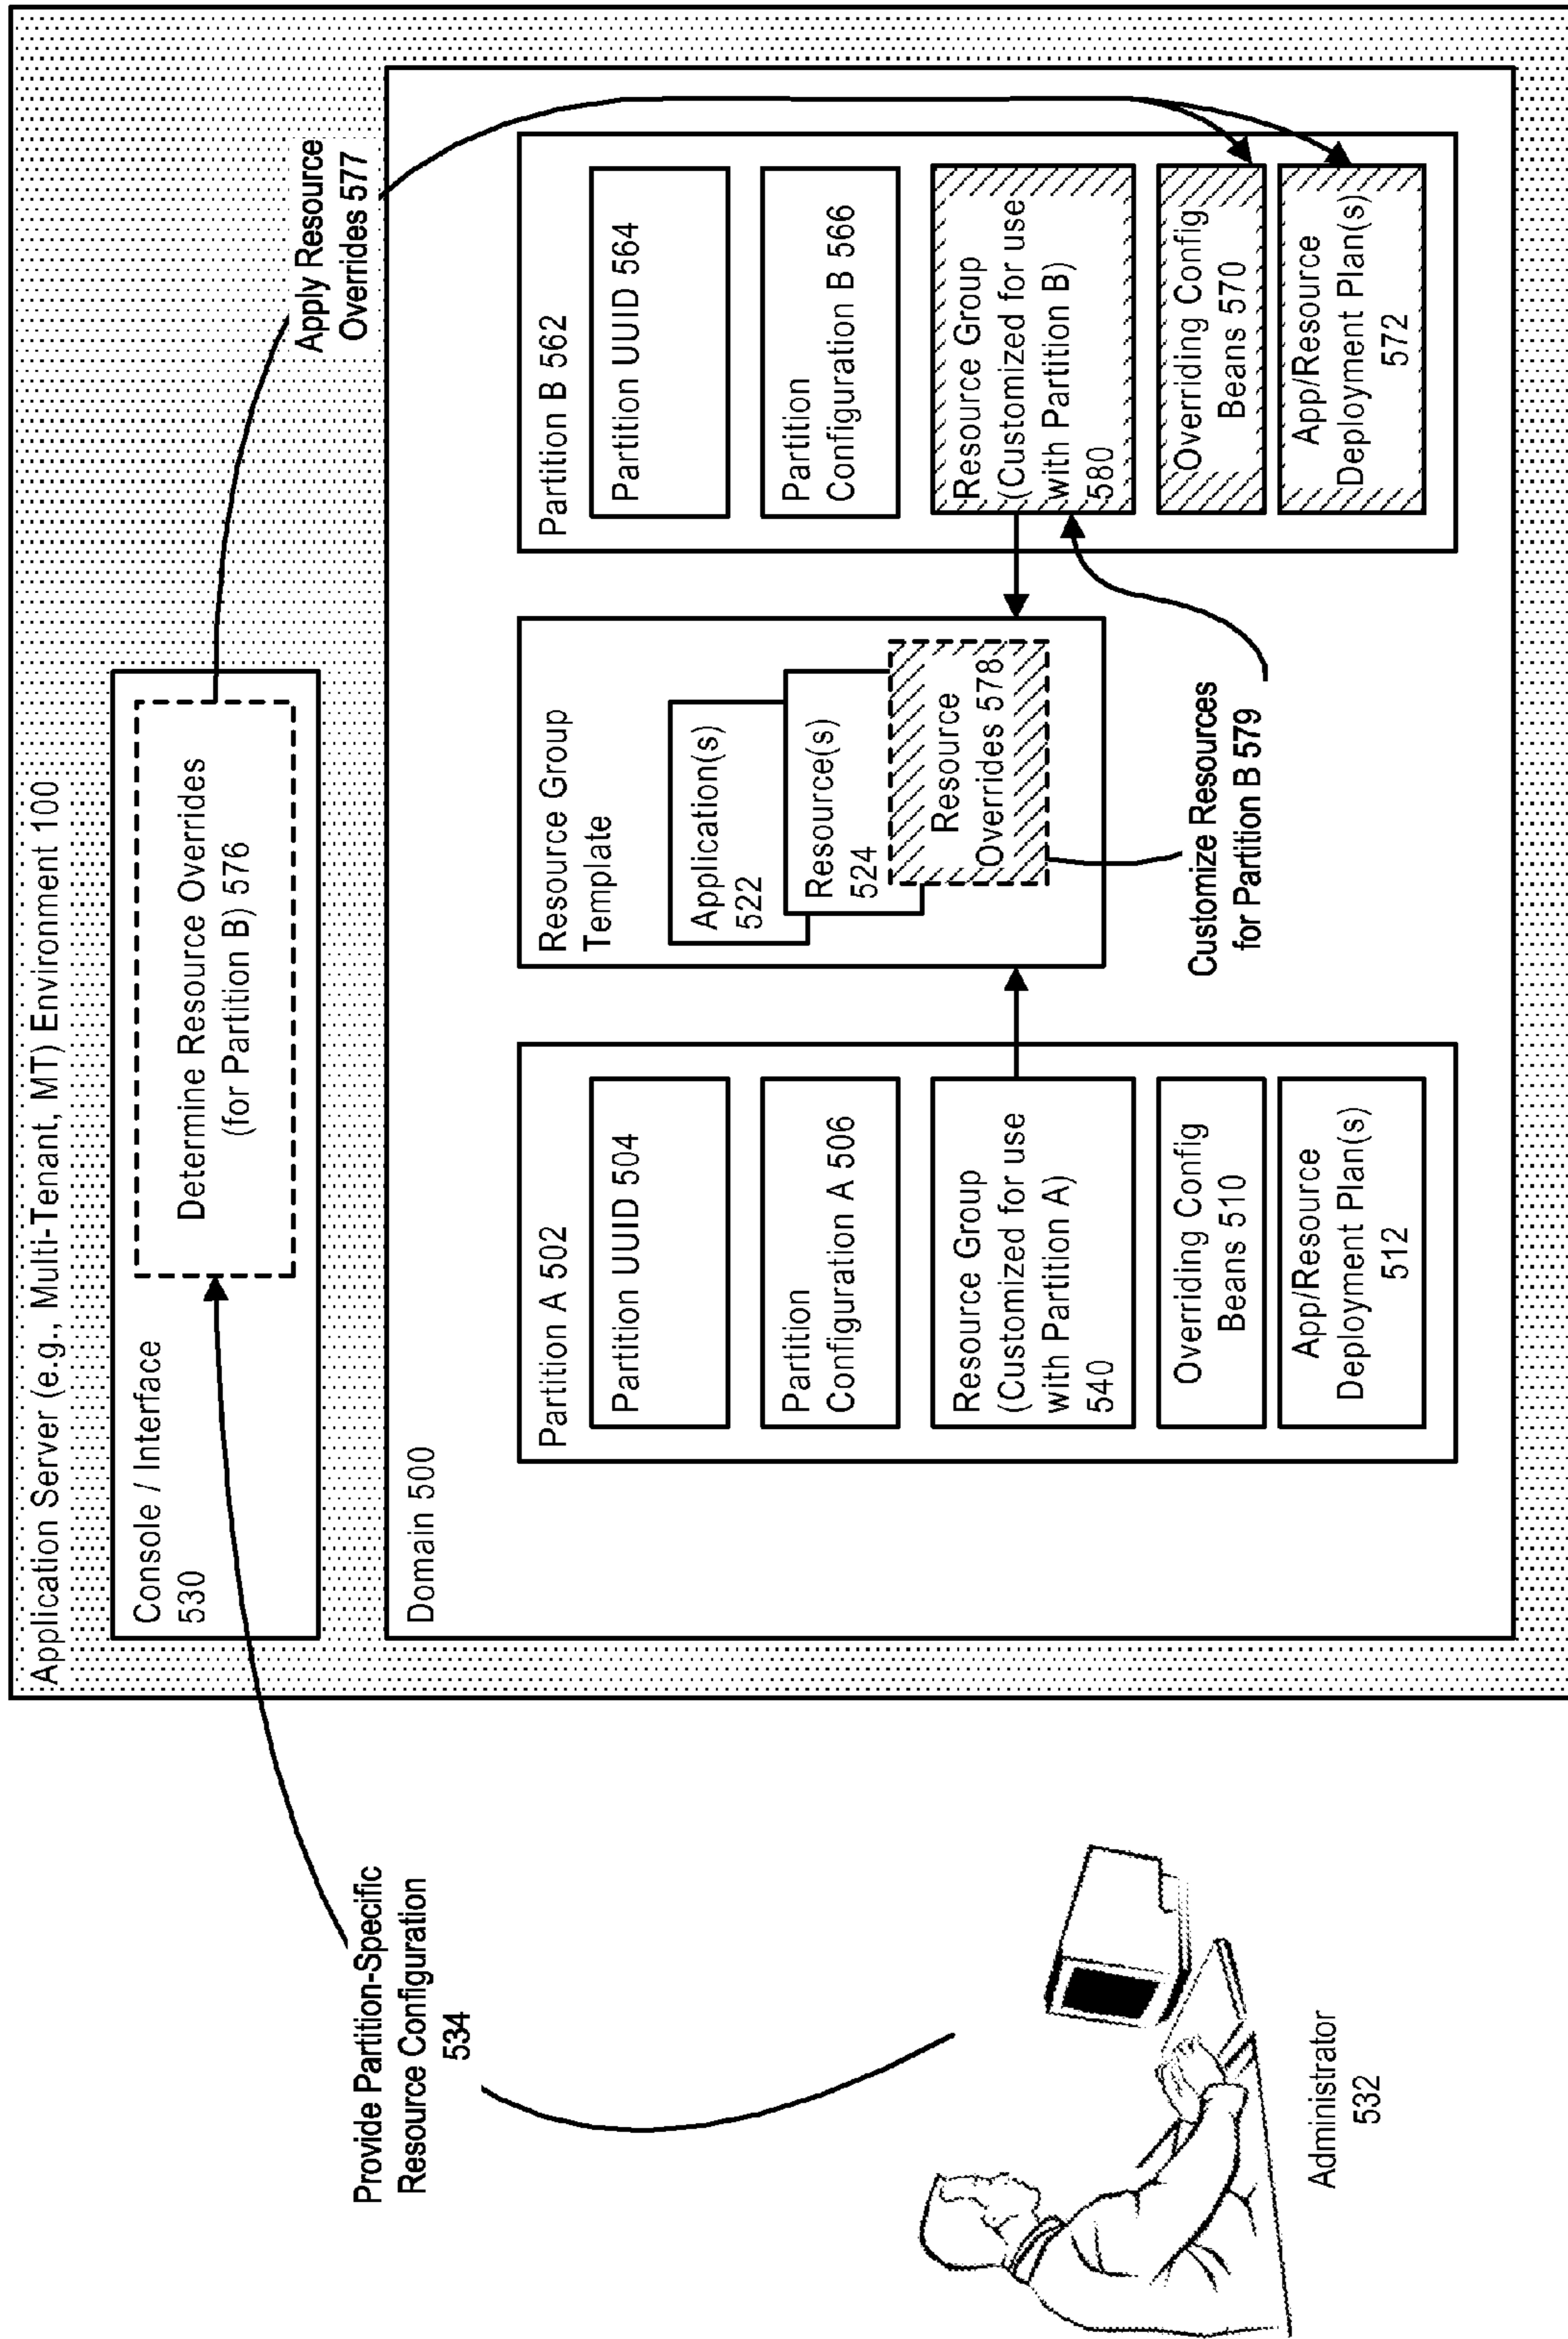 Application Server (e.g., Multi-Tenant, MT) Environment 100
Console / Interface
530
Determine Resource Overrides
(for Partition B) 576
Apply Resource
Overrides 577
Provide Partition-Specific
Resource Configuration
534
Administrator
532
Domain 500
Partition A 502
Partition UUID 504
Partition
Configuration A 506
Resource Group
(Customized for use
with Partition A)
540
Overriding Config
Beans 510
App/Resource
Deployment Plan(s)
512
Resource Group
Template
Application(s)
522
Resource(s)
524
Resource
Overrides 578
Customize Resources
for Partition B 579
Partition B 562
Partition UUID 564
Partition
Configuration B 566
Resource Group
(Customized for use
with Partition B)
580
Overriding Config
Beans 570
App/Resource
Deployment Plan(s)
572